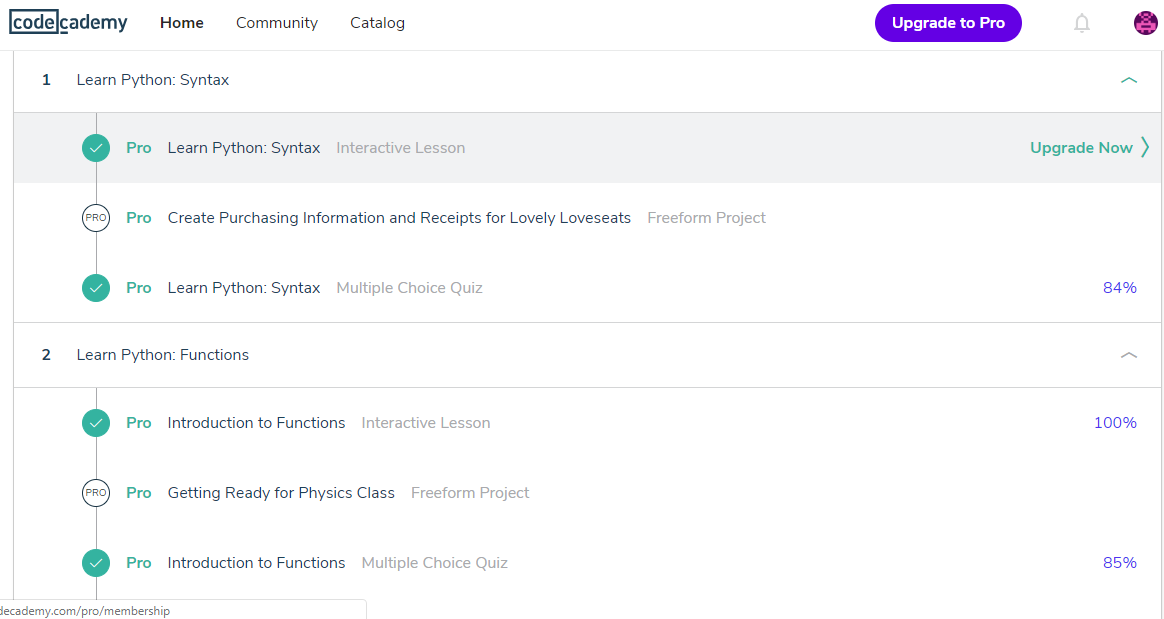 codecademy Home Community Catalog Upgrade to Pro
1 Learn Python: Syntax
Pro Learn Python: Syntax Interactive Lesson Upgrade Now
PRO Pro Create Purchasing Information and Receipts for Lovely Loveseats Freeform Project
Pro Learn Python: Syntax Multiple Choice Quiz 84%
2 Learn Python: Functions
Pro Introduction to Functions Interactive Lesson 100%
PRO Pro Getting Ready for Physics Class Freeform Project
Pro Introduction to Functions Multiple Choice Quiz 85%
decademy.com/pro/membership